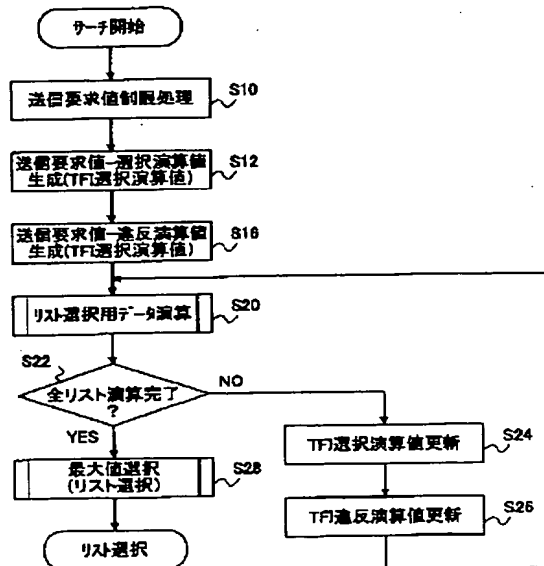 サーチ開始
送信要求値制限処理
S10
送信要求値−選択演算値
生成(TFI選択演算値)
S12
送信要求値−違反演算値
生成(TFI選択演算値)
S16
リスト選択用データ演算
S20
S22
全リスト演算完了
?
NO
YES
TFI選択演算値更新
S24
最大値選択
(リスト選択)
S28
TFI違反演算値更新
S26
リスト選択